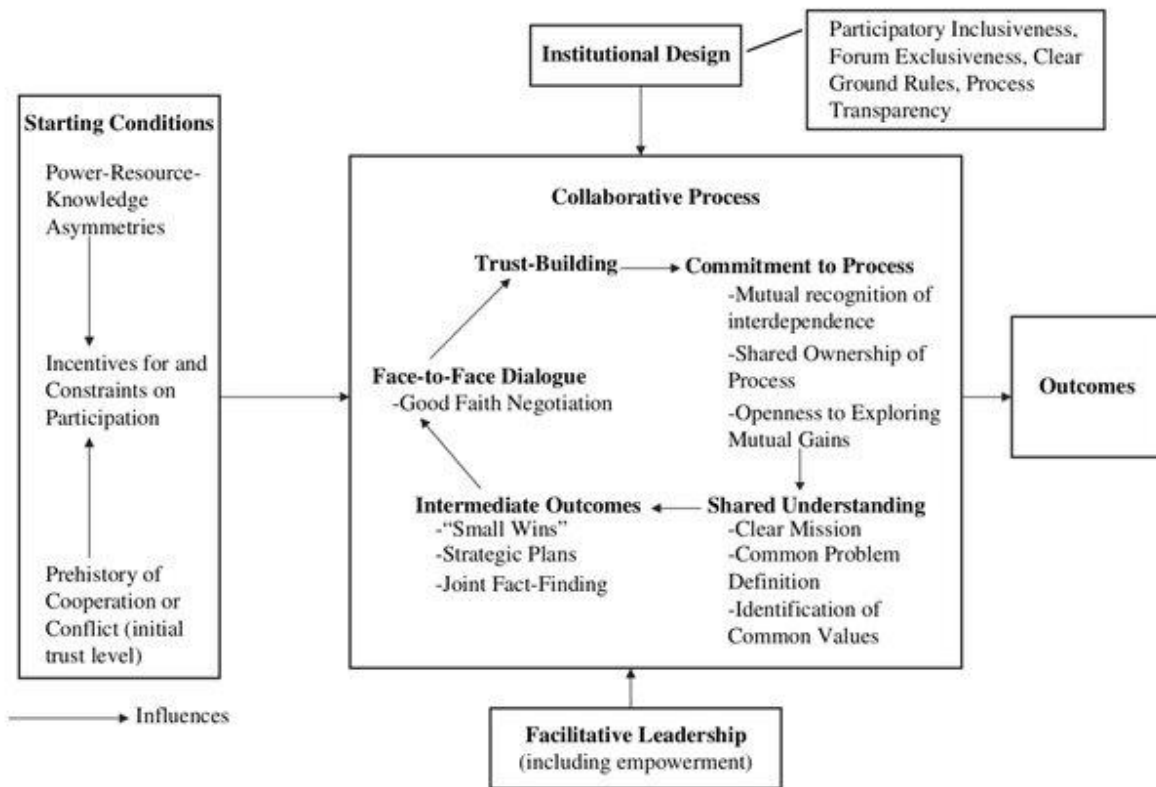 Institutional Design
Participatory Inclusiveness,
Forum Exclusiveness, Clear
Ground Rules, Process
Transparency
Starting Conditions
Power-Resource-
Knowledge
Asymmetries
Incentives for and
Constraints on
Participation
Prehistory of
Cooperation or
Conflict (initial
trust level)
Influences
Collaborative Process
Trust-Building
Commitment to Process
-Mutual recognition of
interdependence
-Shared Ownership of
Process
-Openness to Exploring
Mutual Gains
Face-to-Face Dialogue
-Good Faith Negotiation
Intermediate Outcomes
-“Small Wins”
-Strategic Plans
-Joint Fact-Finding
Shared Understanding
-Clear Mission
-Common Problem
Definition
-Identification of
Common Values
Outcomes
Facilitative Leadership
(including empowerment)